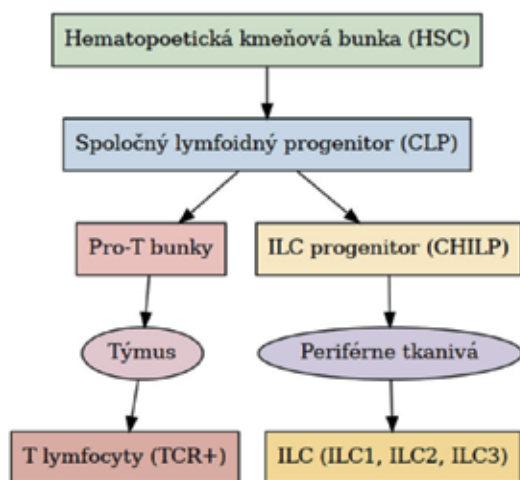 Hematopoetická kmeňová bunka (HSC)
Spoločný lymfoidný progenitor (CLP)
Pro-T bunky
ILC progenitor (CHILP)
Týmus
Periférne tkanivá
T lymfocyty (TCR+)
ILC (ILC1, ILC2, ILC3)